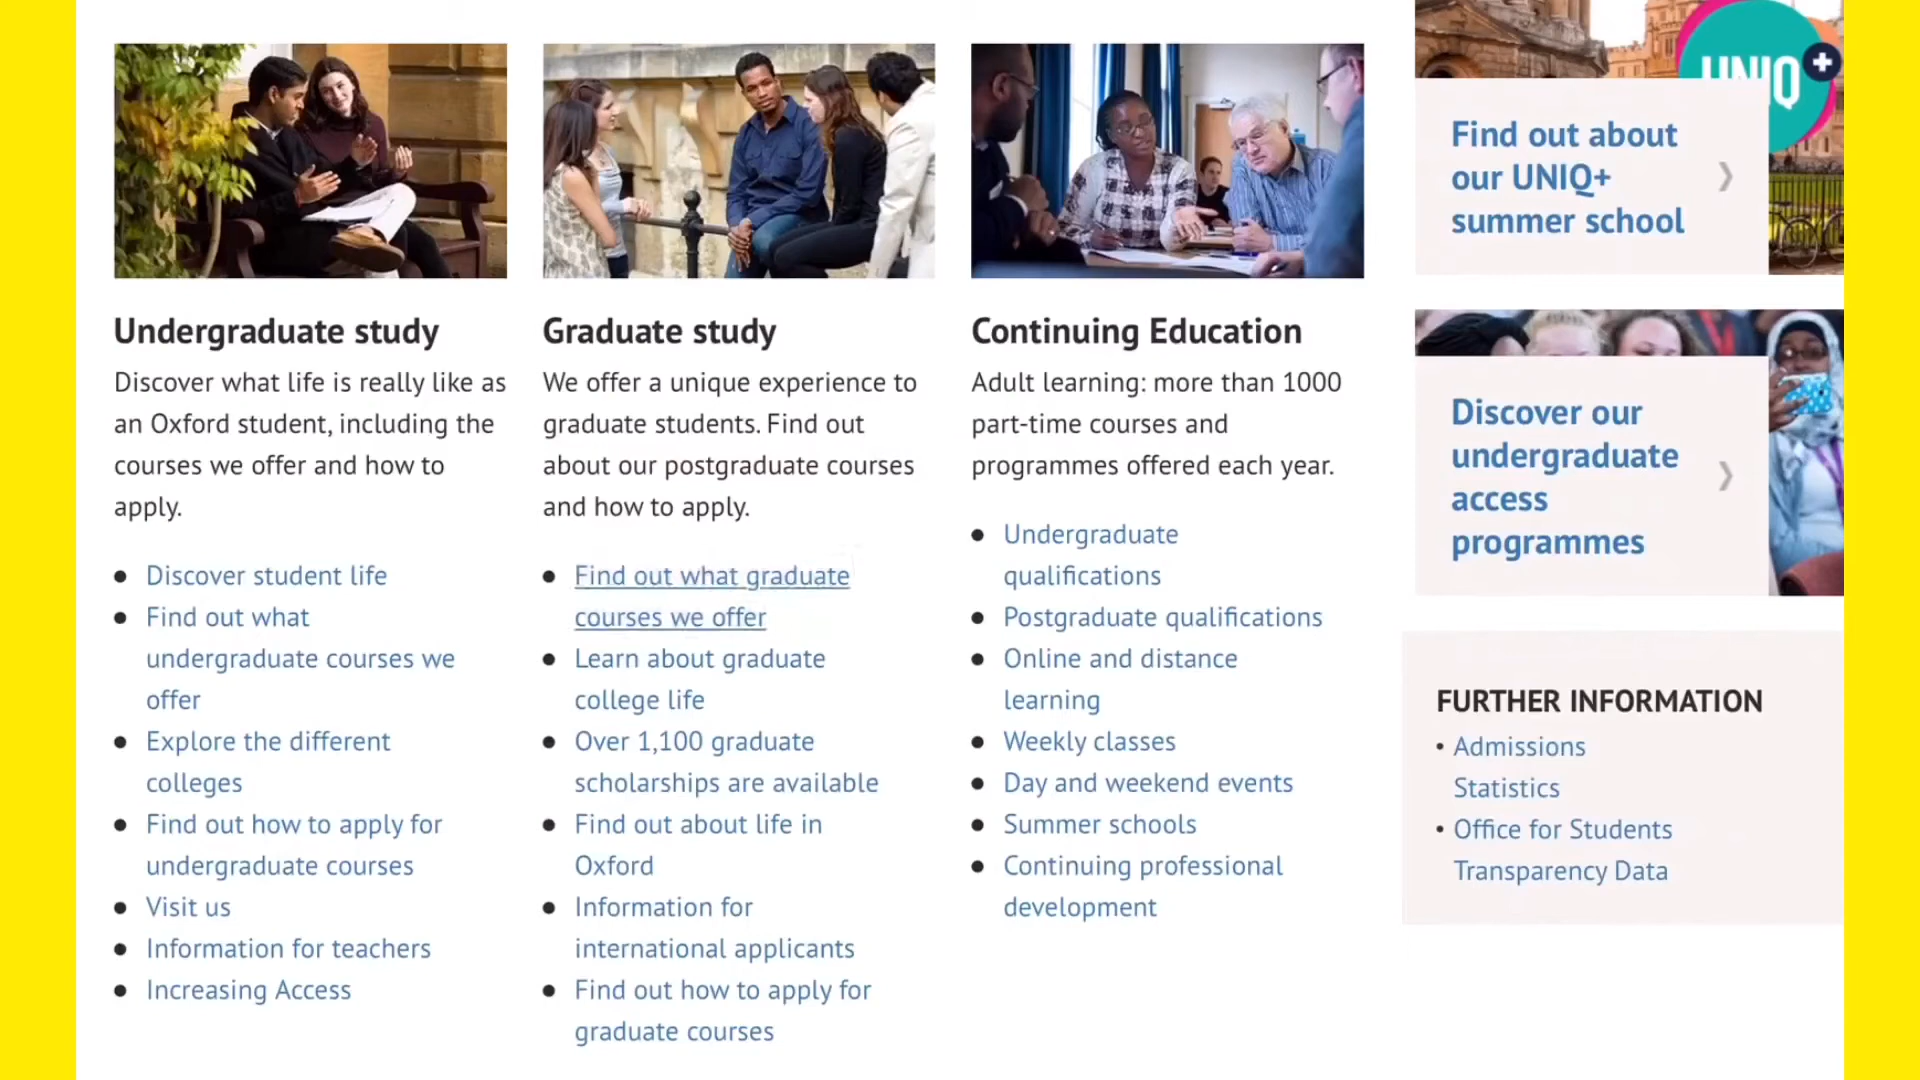 Undergraduate study
Discover what life is really like as
an Oxford student, including the
courses we offer and how to
apply.
Discover student life
Find out what
undergraduate courses we
offer
Explore the different
colleges
Find out how to apply for
undergraduate courses
Visit us
Information for teachers
Increasing Access
Graduate study
We offer a unique experience to
graduate students. Find out
about our postgraduate courses
and how to apply.
Find out what graduate
courses we offer
Learn about graduate
college life
Over 1,100 graduate
scholarships are available
Find out about life in
Oxford
Information for
international applicants
Find out how to apply for
graduate courses
Continuing Education
Adult learning: more than 1000
part-time courses and
programmes offered each year.
Undergraduate
qualifications
Postgraduate qualifications
Online and distance
learning
Weekly classes
Day and weekend events
Summer schools
Continuing professional
development
UNIQ+
Find out about
our UNIQ+
summer school
Discover our
undergraduate
access
programmes
FURTHER INFORMATION
Admissions
Statistics
Office for Students
Transparency Data